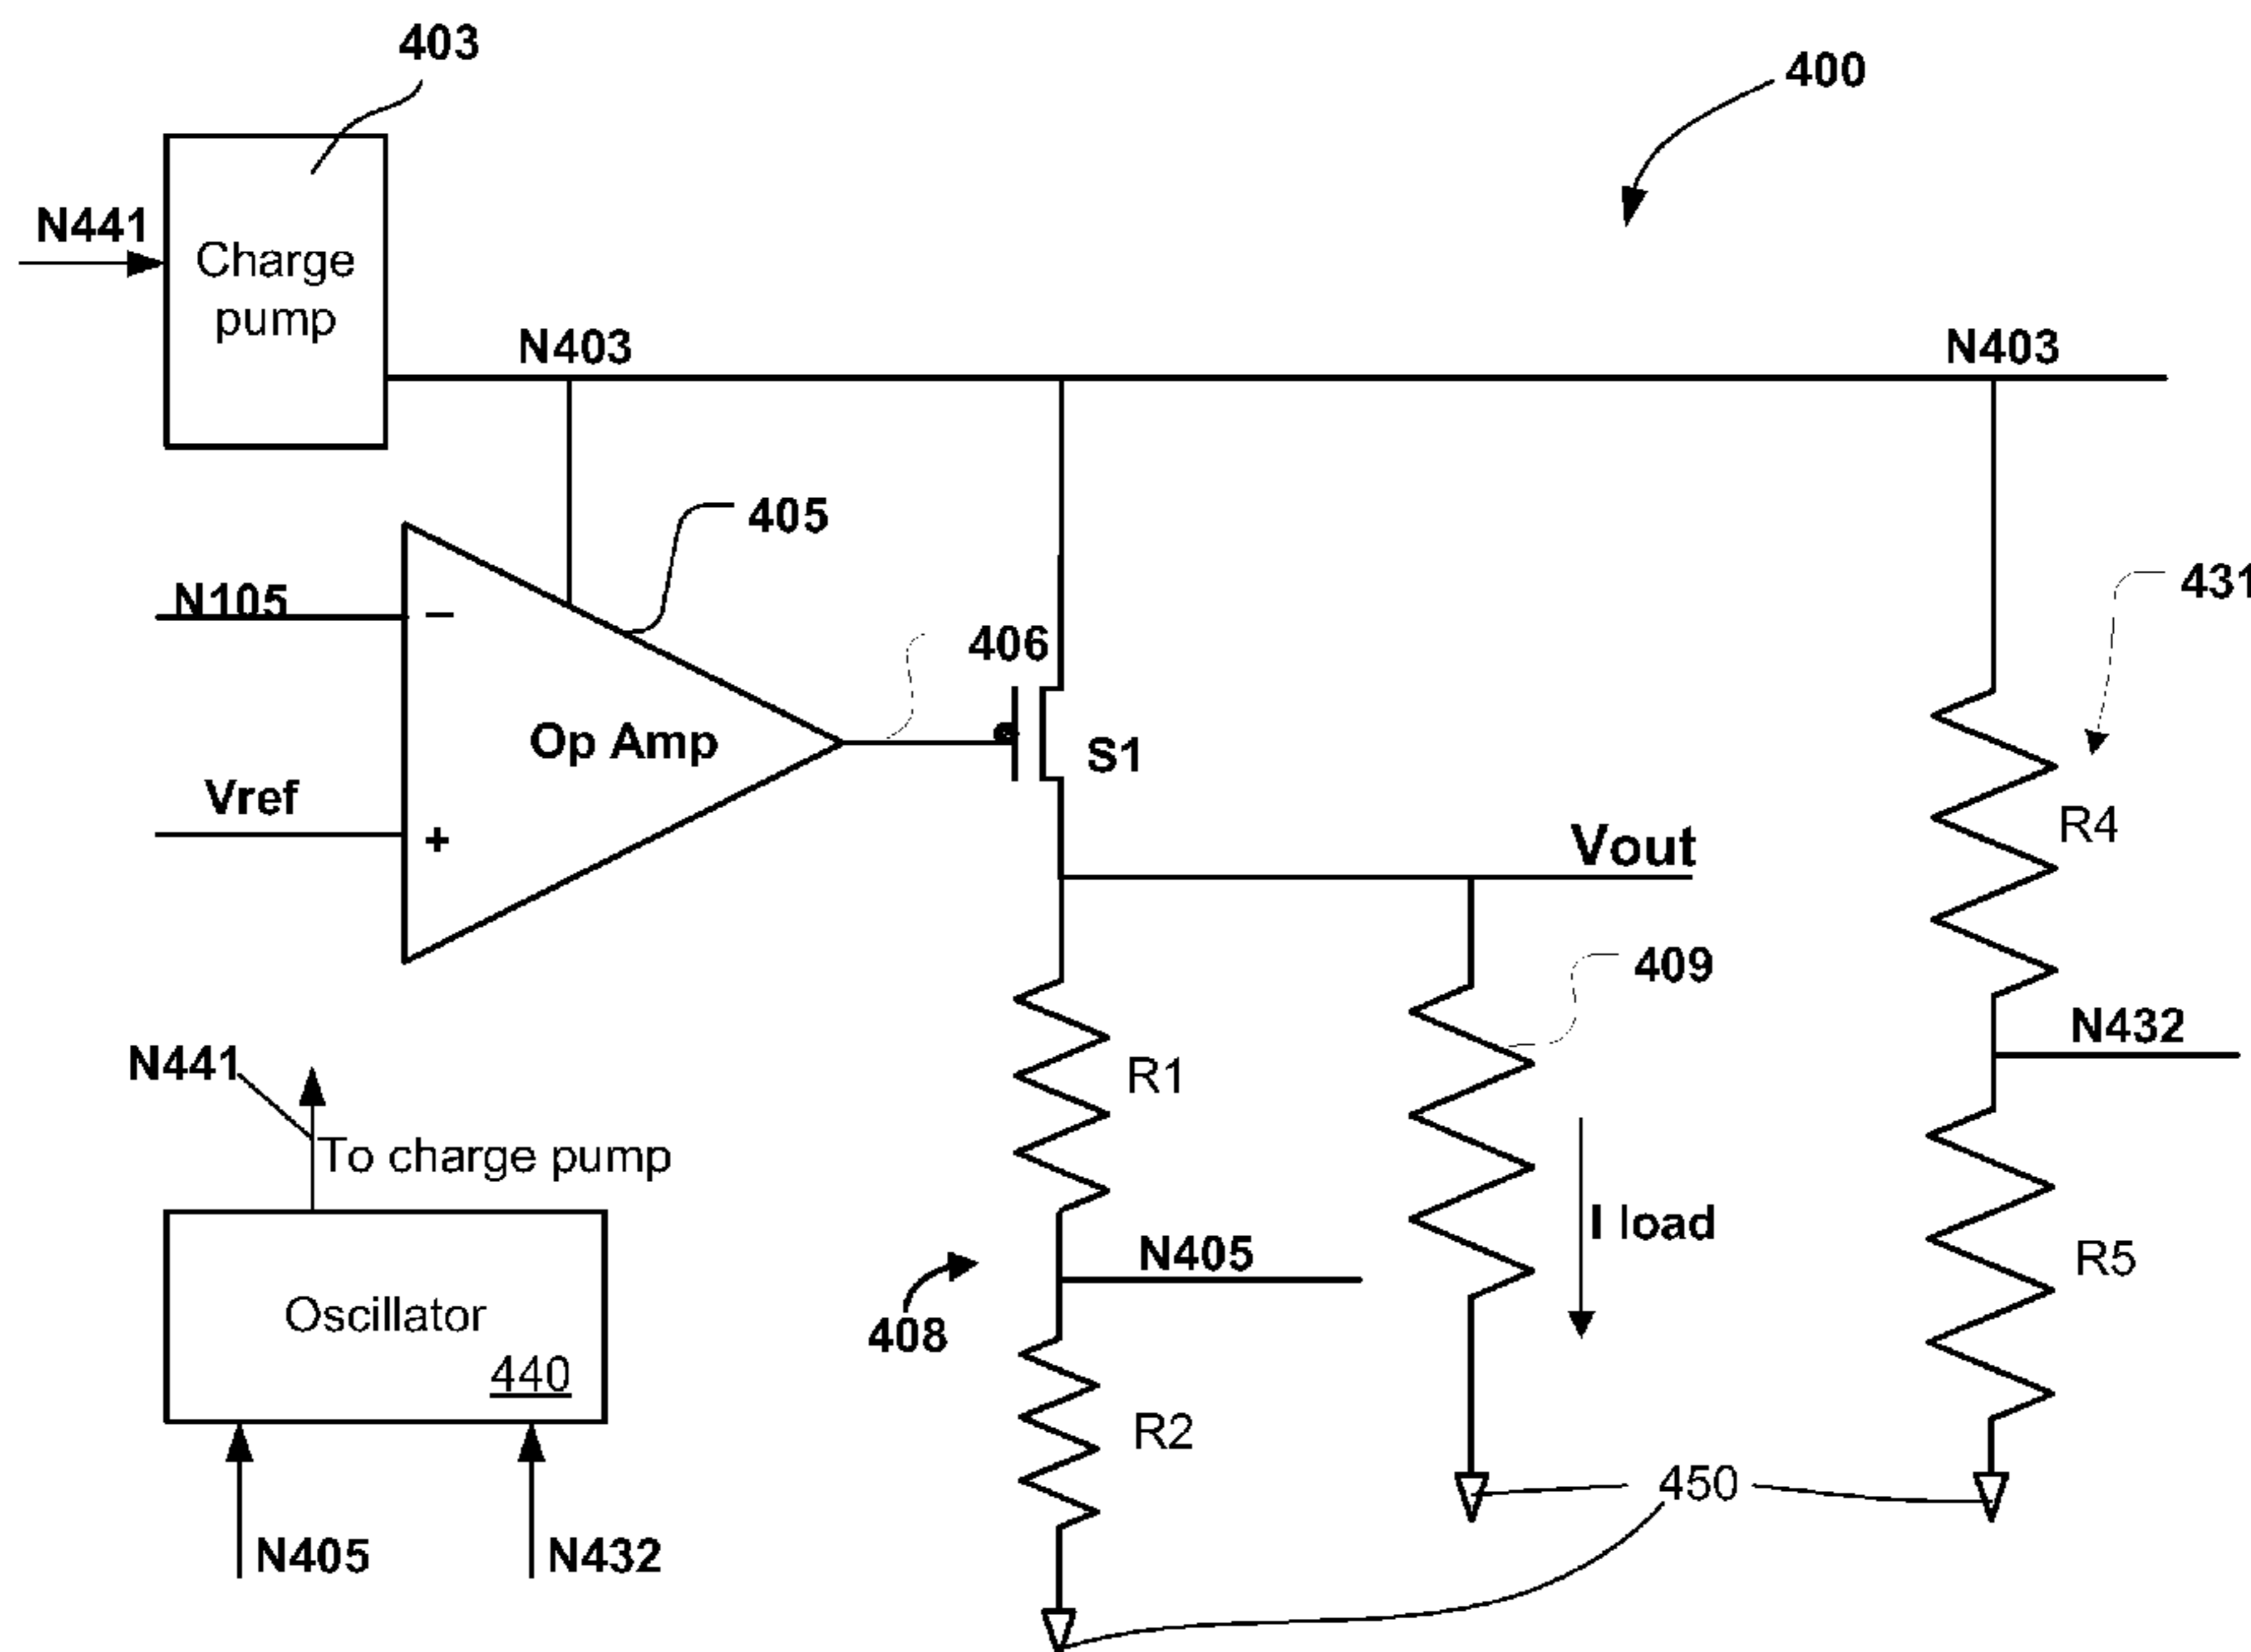 403
400
N441
Charge
pump
N403
N403
405
431
N105
406
Op Amp
S1
Vref
Vout
R4
409
N432
N441
R1
To charge pump
I load
N405
R5
Oscillator
408
440
R2
450
N405
N432
−
+